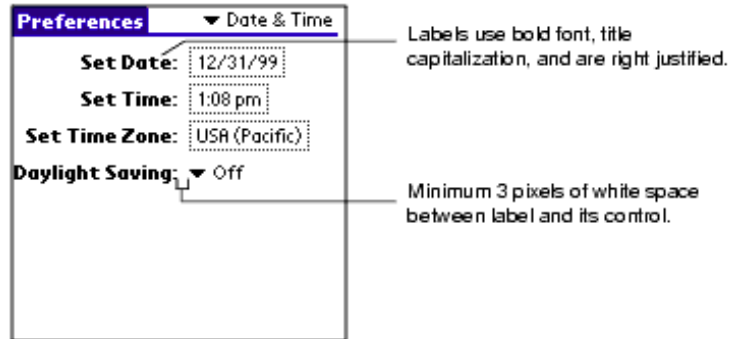 Preferences ▼ Date & Time
Set Date: 12/31/99
Set Time: 1:08 pm
Set Time Zone: USA (Pacific)
Daylight Saving: ▼ Off
Labels use bold font, title
capitalization, and are right justified.
Minimum 3 pixels of white space
between label and its control.